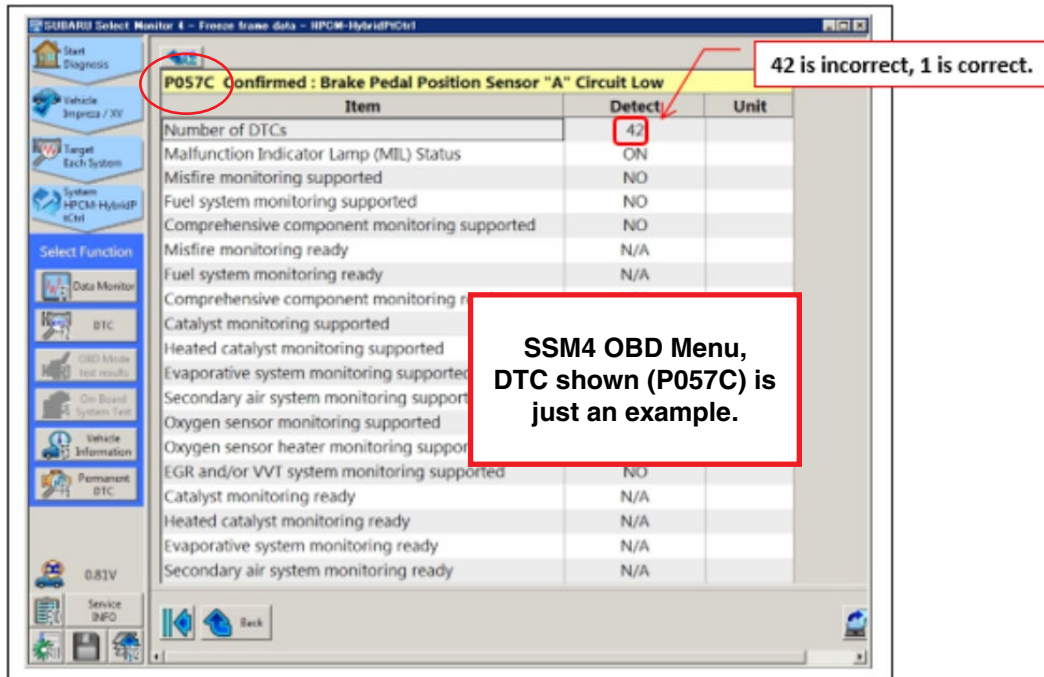 SUBARU Select Monitor 4 - Freeze frame data - HPCM-HybridPtCtrl
Start
Diagnosis
42 is incorrect, 1 is correct.
P057C Confirmed : Brake Pedal Position Sensor "A" Circuit Low
Vehicle
Impreza / XV
Item Detect Unit
Number of DTCs 42
Malfunction Indicator Lamp (MIL) Status ON
Target
Each System
Misfire monitoring supported NO
Fuel system monitoring supported NO
System
HPCM-HybridP
tCtrl
Comprehensive component monitoring supported NO
Select Function
Misfire monitoring ready N/A
Fuel system monitoring ready N/A
Data Monitor
Comprehensive component monitoring
Catalyst monitoring supported
DTC
Heated catalyst monitoring supported
SSM4 OBD Menu,
DTC shown (P057C) is
just an example.
OBD Mode
test results
Evaporative system monitoring supported
Secondary air system monitoring support
On-Board
System Test
Oxygen sensor monitoring supported
Oxygen sensor heater monitoring suppor
Vehicle
Information
EGR and/or VVT system monitoring supported NO
Permanent
DTC
Catalyst monitoring ready N/A
Heated catalyst monitoring ready N/A
Evaporative system monitoring ready N/A
0.81V
Secondary air system monitoring ready N/A
Service
INFO
Back